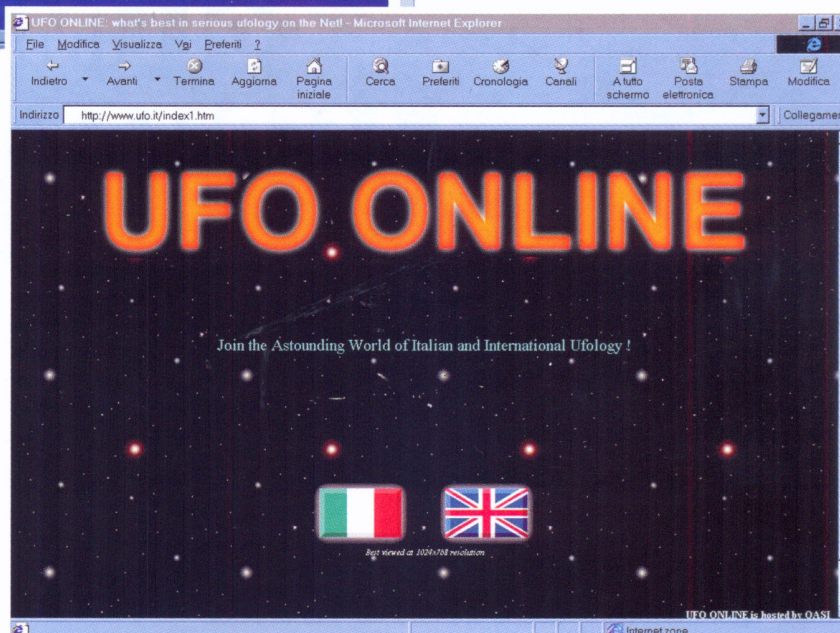 UFO ONLINE: what's best in serious ufology on the Net! - Microsoft Internet Explorer
File Modifica Visualizza Vai Preferiti ?
Indietro Avanti Termina Aggiorna Pagina iniziale Cerca Preferiti Cronologia Canali A tutto schermo Posta elettronica Stampa Modifica
Indirizzo http://www.ufo.it/index1.htm Collegamen
UFO ONLINE
Join the Astounding World of Italian and International Ufology !
Best viewed at 1024x768 resolution
UFO ONLINE is hosted by OASI
Internet zone